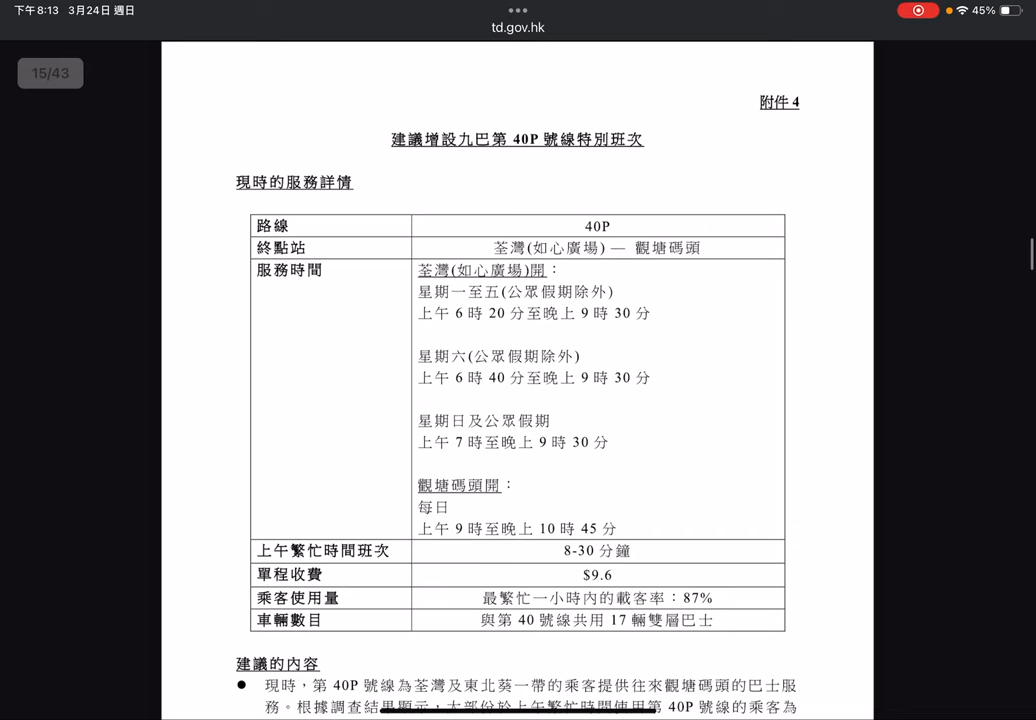 下午8:13 3月24日 週日
td.gov.hk
45%
15/43
附件 4
建議增設九巴第 40P 號線特別班次
現時的服務詳情
路線 40P
終點站 荃灣(如心廣場) — 觀塘碼頭
服務時間 荃灣(如心廣場)開：
星期一至五(公眾假期除外)
上午 6 時 20 分至晚上 9 時 30 分
星期六(公眾假期除外)
上午 6 時 40 分至晚上 9 時 30 分
星期日及公眾假期
上午 7 時至晚上 9 時 30 分
觀塘碼頭開：
每日
上午 9 時至晚上 10 時 45 分
上午繁忙時間班次 8-30 分鐘
單程收費 $9.6
乘客使用量 最繁忙一小時內的載客率：87%
車輛數目 與第 40 號線共用 17 輛雙層巴士
建議的內容
● 現時，第 40P 號線為荃灣及東北葵一帶的乘客提供往來觀塘碼頭的巴士服
務。根據調查結果顯示，大部份於上午繁忙時間使用第 40P 號線的乘客為